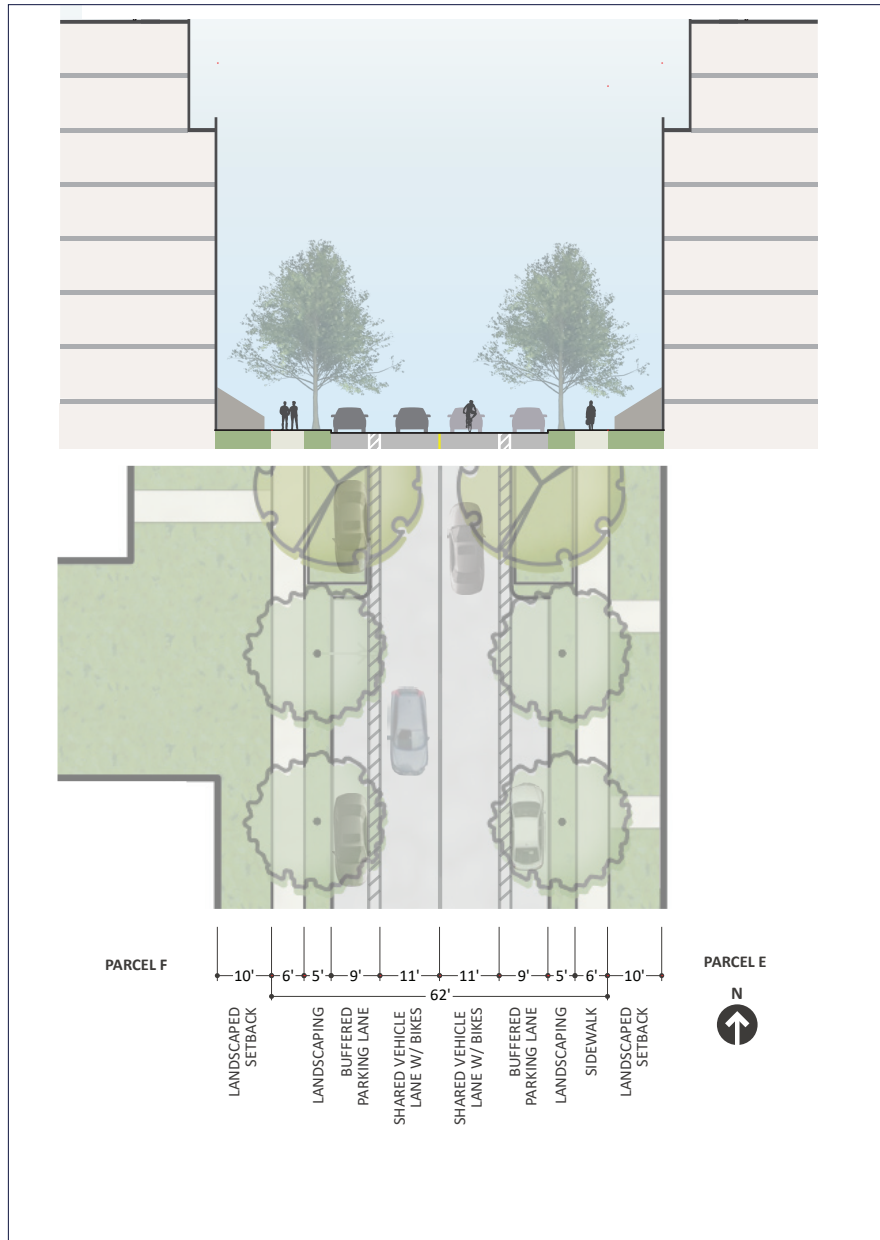 PARCEL F
PARCEL E
N
10' 6' 5' 9' 11' 11' 9' 5' 6' 10'
62'
LANDSCAPED
SETBACK
LANDSCAPING
BUFFERED
PARKING LANE
SHARED VEHICLE
LANE W/ BIKES
SHARED VEHICLE
LANE W/ BIKES
BUFFERED
PARKING LANE
LANDSCAPING
SIDEWALK
LANDSCAPED
SETBACK